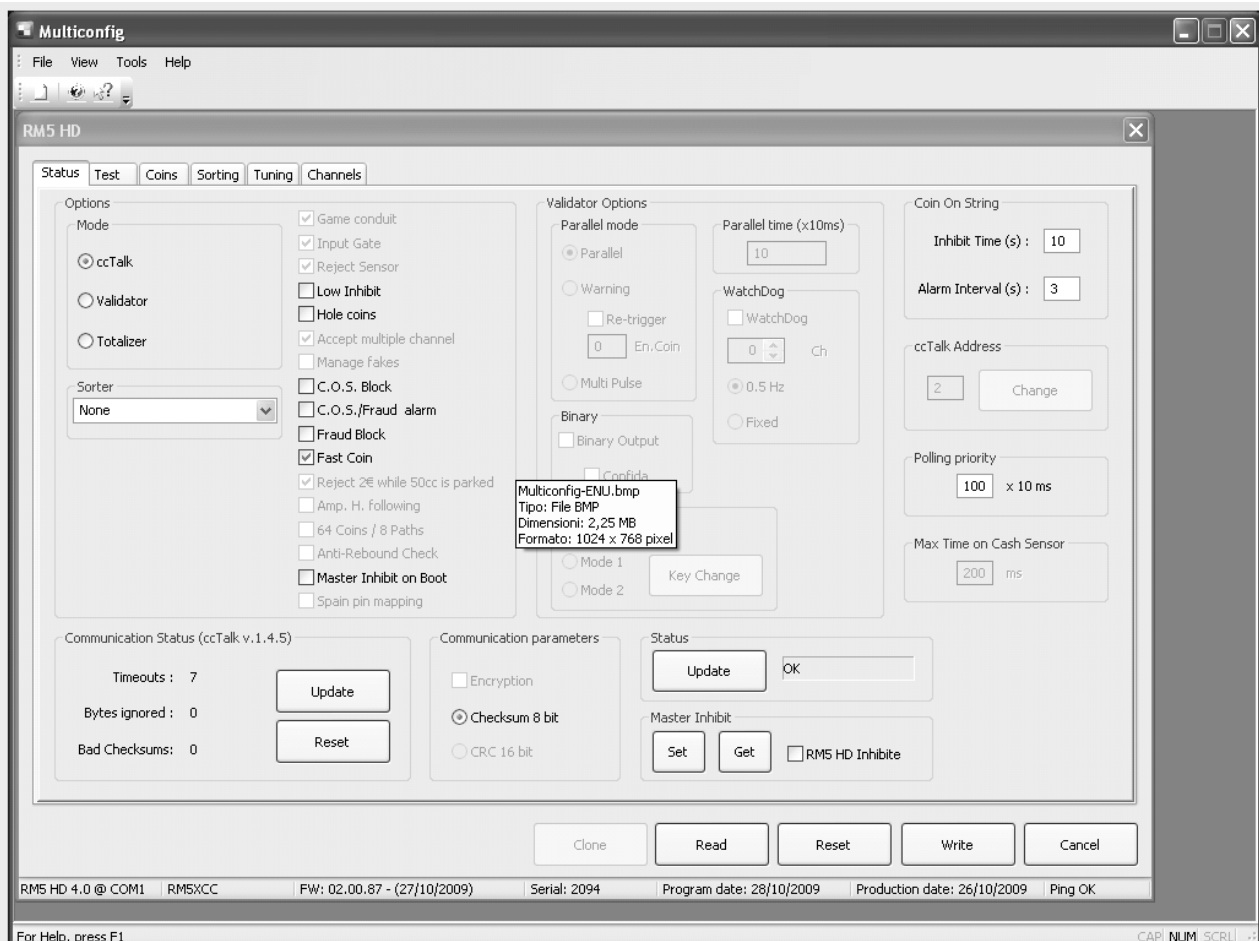 Multiconfig
File View Tools Help
RM5 HD
Status Test Coins Sorting Tuning Channels
Options
Mode
ccTalk
Validator
Totalizer
Sorter
None
Game conduit
Input Gate
Reject Sensor
Low Inhibit
Hole coins
Accept multiple channel
Manage fakes
C.O.S. Block
C.O.S./Fraud alarm
Fraud Block
Fast Coin
Reject 2€ while 50cc is parked
Amp. H. following
64 Coins / 8 Paths
Anti-Rebound Check
Master Inhibit on Boot
Spain pin mapping
Validator Options
Parallel mode
Parallel
Warning
Re-trigger
0 En.Coin
Multi Pulse
Binary
Binary Output
Confida
Multiconfig-ENU.bmp
Tipo: File BMP
Dimensioni: 2,25 MB
Formato: 1024 x 768 pixel
Mode 1
Mode 2
Key Change
Parallel time (x10ms)
10
WatchDog
WatchDog
0 Ch
0.5 Hz
Fixed
Coin On String
Inhibit Time (s) : 10
Alarm Interval (s) : 3
ccTalk Address
2 Change
Polling priority
100 x 10 ms
Max Time on Cash Sensor
200 ms
Communication Status (ccTalk v.1.4.5)
Timeouts : 7
Bytes ignored : 0
Bad Checksums: 0
Update
Reset
Communication parameters
Encryption
Checksum 8 bit
CRC 16 bit
Status
Update OK
Master Inhibit
Set Get RM5 HD Inhibite
Clone Read Reset Write Cancel
RM5 HD 4.0 @ COM1 RM5XCC FW: 02.00.87 - (27/10/2009) Serial: 2094 Program date: 28/10/2009 Production date: 26/10/2009 Ping OK
For Help, press F1 CAP NUM SCRL